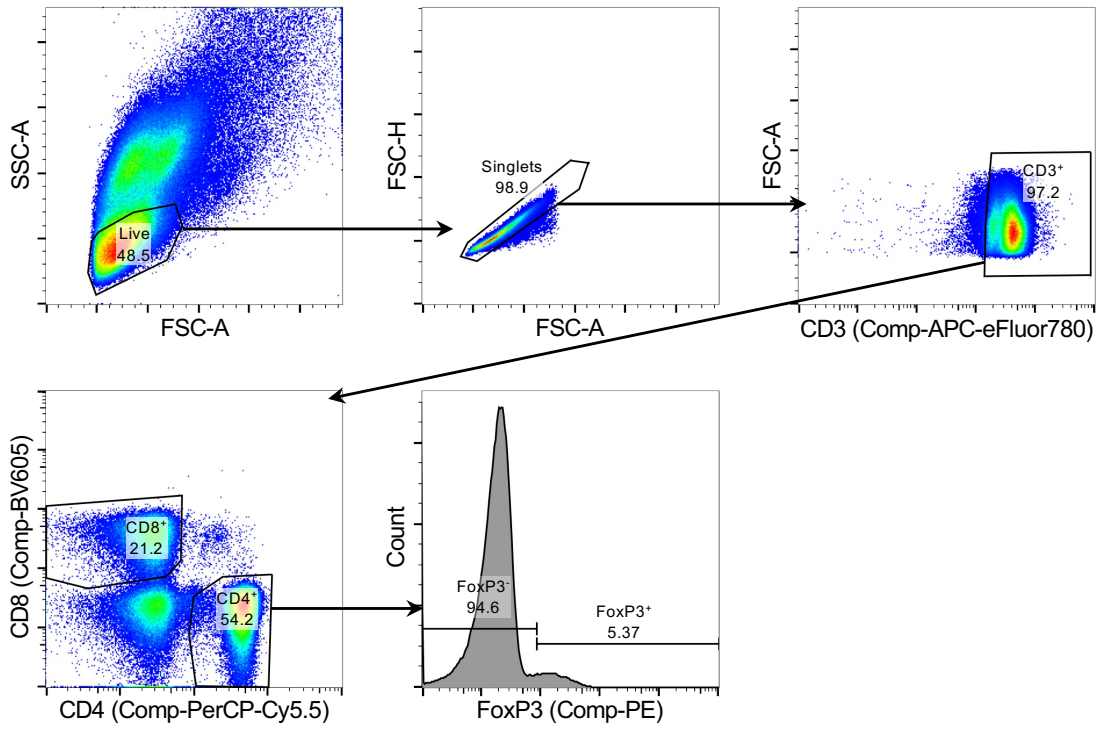 SSC-A
Live
48.5
FSC-A
FSC-H
Singlets
98.9
FSC-A
FSC-A
CD3⁺
97.2
CD3 (Comp-APC-eFluor780)
CD8 (Comp-BV605)
CD8⁺
21.2
CD4⁺
54.2
CD4 (Comp-PerCP-Cy5.5)
Count
FoxP3⁻
94.6
FoxP3⁺
5.37
FoxP3 (Comp-PE)